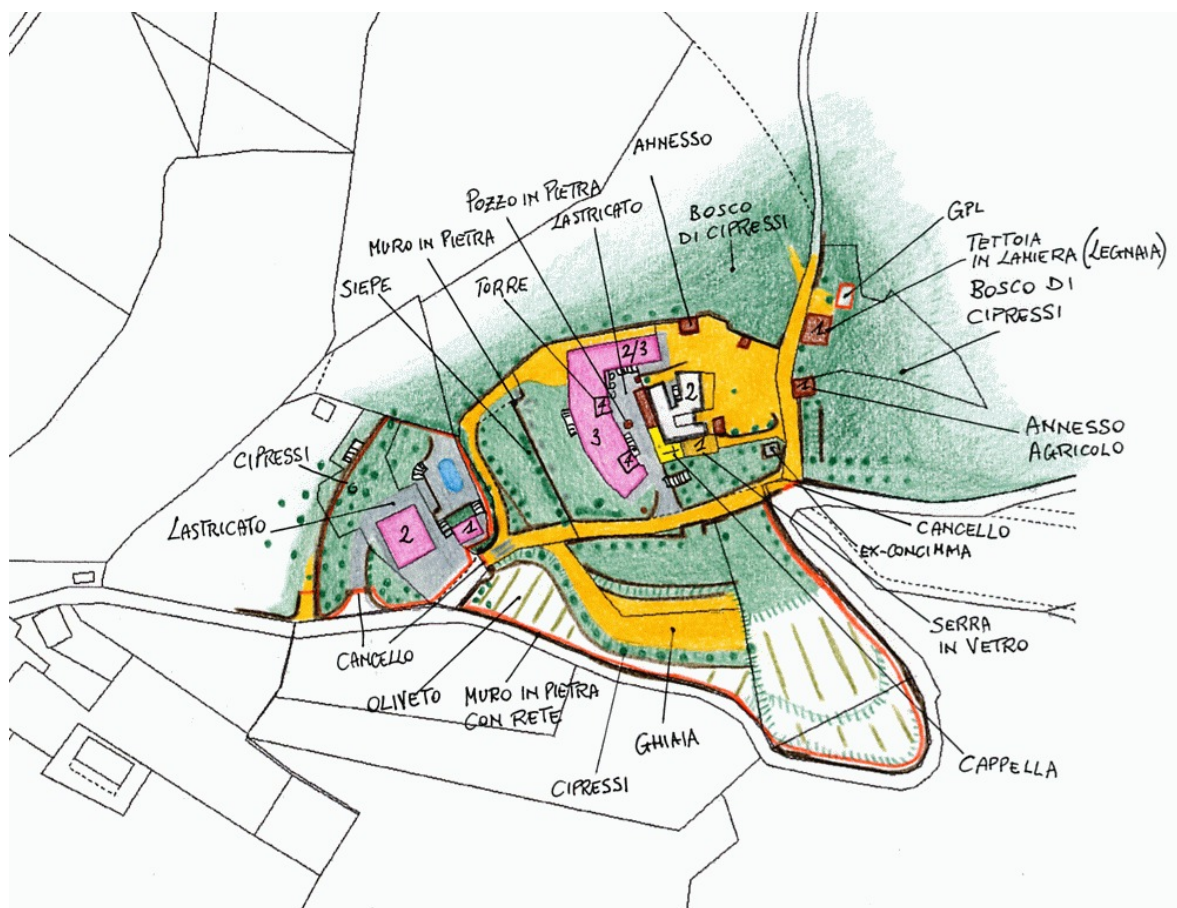 ANNESSO
POZZO IN PIETRA
LASTRICATO
BOSCO
DI CIPRESSI
GPL
TETTOIA
IN LAMIERA (LEGNAIA)
BOSCO DI
CIPRESSI
MURO IN PIETRA
SIEPE
TORRE
2/3
1
2
3
1
1
ANNESSO
AGRICOLO
CIPRESSI
LASTRICATO
2
1
CANCELLO
EX-CONCIMAIA
SERRA
IN VETRO
CANCELLO
OLIVETO
MURO IN PIETRA
CON RETE
GHIAIA
CIPRESSI
CAPPELLA